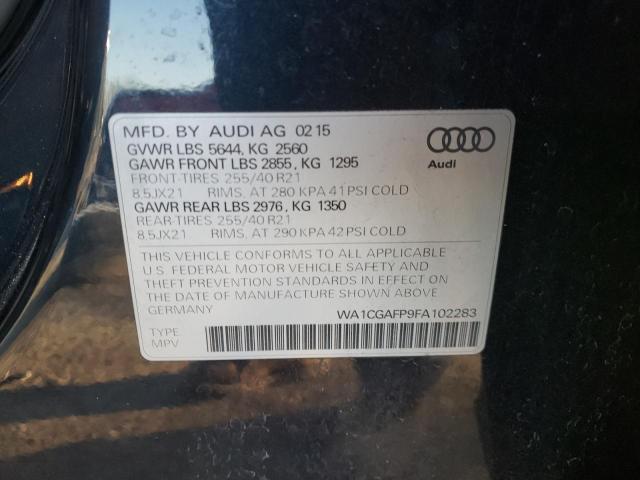 MFD. BY AUDI AG 02 15
GVWR LBS 5644, KG 2560
GAWR FRONT LBS 2855, KG 1295
FRONT-TIRES 255/40 R21
8.5JX21 RIMS. AT 280 KPA 41 PSI COLD
GAWR REAR LBS 2976, KG 1350
REAR-TIRES 255/40 R21
8.5JX21 RIMS. AT 290 KPA 42 PSI COLD
Audi
THIS VEHICLE CONFORMS TO ALL APPLICABLE
U.S. FEDERAL MOTOR VEHICLE SAFETY AND
THEFT PREVENTION STANDARDS IN EFFECT ON
THE DATE OF MANUFACTURE SHOWN ABOVE
GERMANY
WA1CGAFP9FA102283
TYPE:
MPV